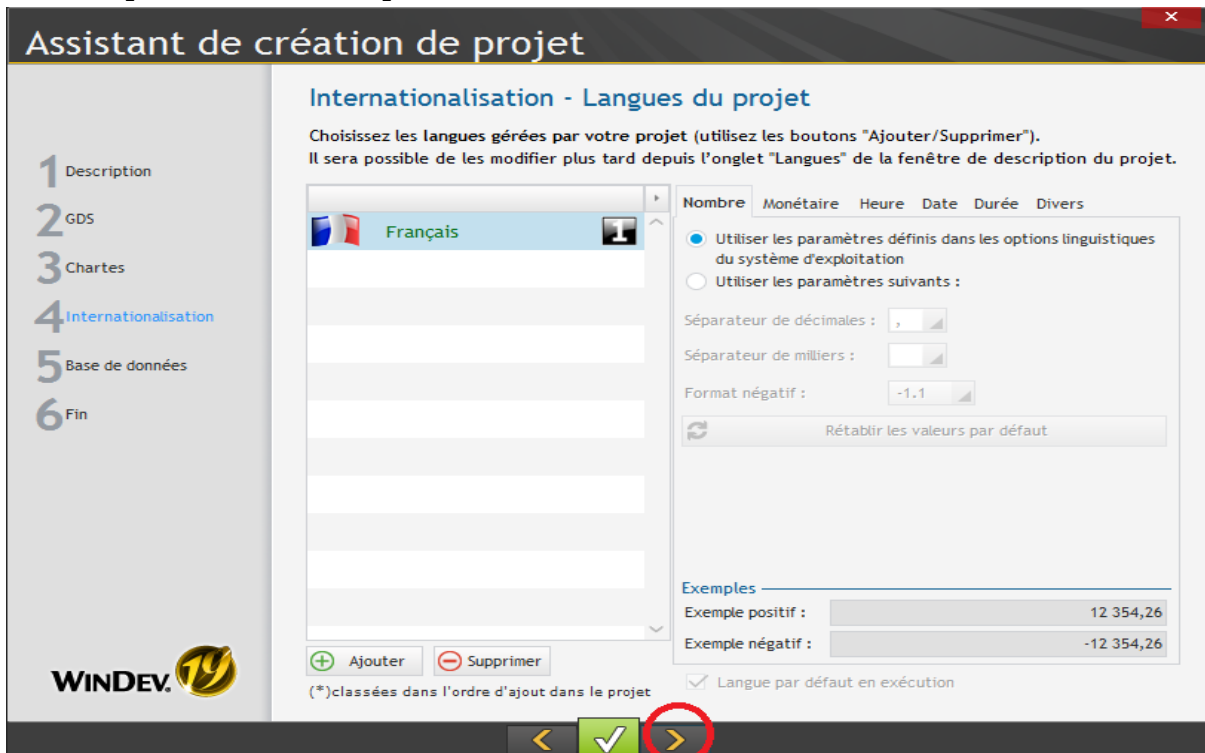 Assistant de création de projet
Internationalisation - Langues du projet
Choisissez les langues gérées par votre projet (utilisez les boutons "Ajouter/Supprimer").
Il sera possible de les modifier plus tard depuis l'onglet "Langues" de la fenêtre de description du projet.
1 Description
2 GDS
3 Chartes
4 Internationalisation
5 Base de données
6 Fin
Français 1
Nombre Monétaire Heure Date Durée Divers
Utiliser les paramètres définis dans les options linguistiques
du système d'exploitation
Utiliser les paramètres suivants :
Séparateur de décimales : ,
Séparateur de milliers :
Format négatif : -1.1
Rétablir les valeurs par défaut
Exemples
Exemple positif : 12 354,26
Exemple négatif : -12 354,26
Ajouter Supprimer
(*)classées dans l'ordre d'ajout dans le projet
Langue par défaut en exécution
WINDEV. 19